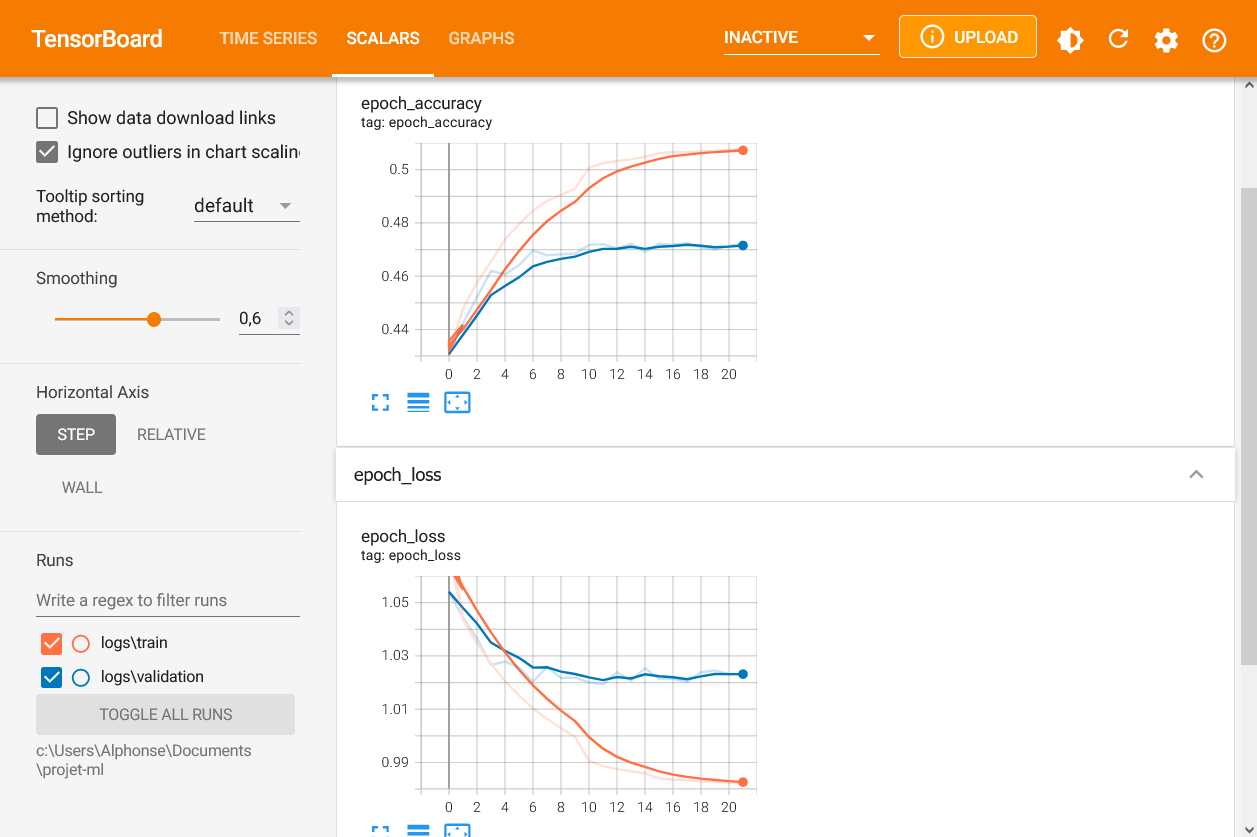 TensorBoard
TIME SERIES
SCALARS
GRAPHS
INACTIVE
UPLOAD
Show data download links
Ignore outliers in chart scalin
Tooltip sorting
method:
default
Smoothing
0,6
Horizontal Axis
STEP
RELATIVE
WALL
Runs
Write a regex to filter runs
logs\train
logs\validation
TOGGLE ALL RUNS
c:\Users\Alphonse\Documents
\projet-ml
epoch_accuracy
tag: epoch_accuracy
0.5
0.48
0.46
0.44
0 2 4 6 8 10 12 14 16 18 20
epoch_loss
epoch_loss
tag: epoch_loss
1.05
1.03
1.01
0.99
0 2 4 6 8 10 12 14 16 18 20